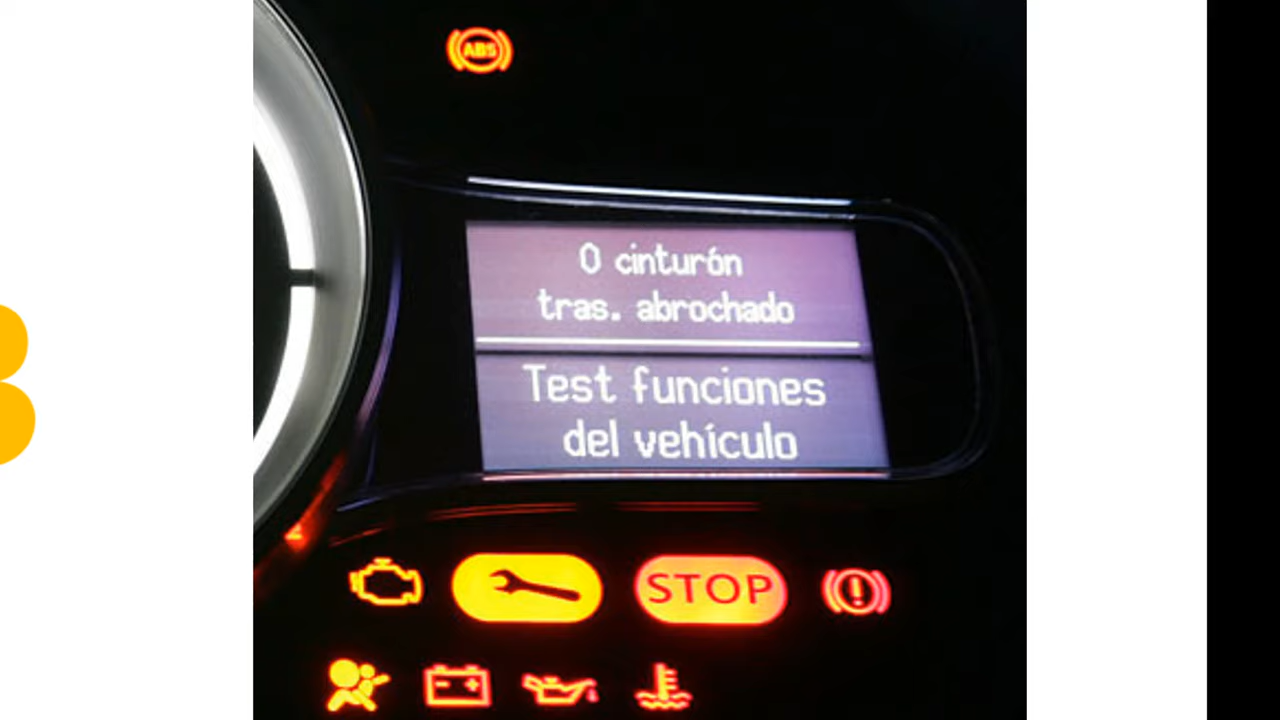 ABS
0 cinturón
tras. abrochado
Test funciones
del vehículo
STOP